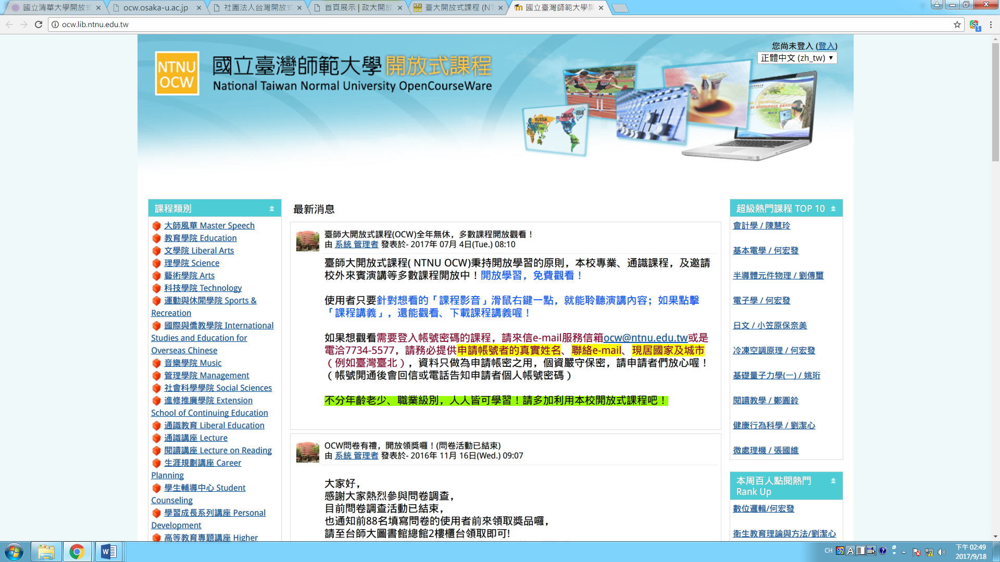 國立清華大學開放式
ocw.osaka-u.ac.jp
社團法人台灣開放式
首頁展示 | 政大開放
臺大開放式課程 (NT
國立臺灣師範大學開
ocw.lib.ntnu.edu.tw
您尚未登入 (登入)
正體中文 (zh_tw)
NTNU OCW
國立臺灣師範大學 開放式課程
National Taiwan Normal University OpenCourseWare
RUSSIA
CANADA
課程類別
大師風華 Master Speech
教育學院 Education
文學院 Liberal Arts
理學院 Science
藝術學院 Arts
科技學院 Technology
運動與休閒學院 Sports &
Recreation
國際與僑教學院 International
Studies and Education for
Overseas Chinese
音樂學院 Music
管理學院 Management
社會科學學院 Social Sciences
進修推廣學院 Extension
School of Continuing Education
通識教育 Liberal Education
通識講座 Lecture
閱讀講座 Lecture on Reading
生涯規劃講座 Career
Planning
學生輔導中心 Student
Counseling
學習成長系列講座 Personal
Development
高等教育專題講座 Higher
最新消息
臺師大開放式課程(OCW)全年無休，多數課程開放觀看！
由 系統 管理者 發表於- 2017年 07月 4日(Tue.) 08:10
臺師大開放式課程( NTNU OCW)秉持開放學習的原則，本校專業、通識課程，及邀請
校外來賓演講等多數課程開放中！開放學習，免費觀看！
使用者只要針對想看的「課程影音」滑鼠右鍵一點，就能聆聽演講內容；如果點擊
「課程講義」，還能觀看、下載課程講義喔！
如果想觀看需要登入帳號密碼的課程，請來信e-mail服務信箱ocw@ntnu.edu.tw或是
電洽7734-5577，請務必提供申請帳號者的真實姓名、聯絡e-mail、現居國家及城市
（例如臺灣臺北），資料只做為申請帳密之用，個資嚴守保密，請申請者們放心喔！
（帳號開通後會回信或電話告知申請者個人帳號密碼）
不分年齡老少、職業級別，人人皆可學習！請多加利用本校開放式課程吧！
OCW問卷有禮，開放領獎囉！(問卷活動已結束)
由 系統 管理者 發表於- 2016年 11月 16日(Wed.) 09:07
大家好，
感謝大家熱烈參與問卷調查，
目前問卷調查活動已結束，
也通知前88名填寫問卷的使用者前來領取獎品囉，
請至台師大圖書館總館2樓櫃台領取即可!
超級熱門課程 TOP 10
會計學 / 陳慧玲
基本電學 / 何宏發
半導體元件物理 / 劉傳璽
電子學 / 何宏發
日文 / 小笠原保奈美
冷凍空調原理 / 何宏發
基礎量子力學(一) / 姚珩
閱讀教學 / 鄭圓鈴
健康行為科學 / 劉潔心
微處理機 / 張國維
本周百人點閱熱門
Rank Up
數位邏輯/何宏發
衛生教育理論與方法/劉潔心
CH
下午 02:49
2017/9/18